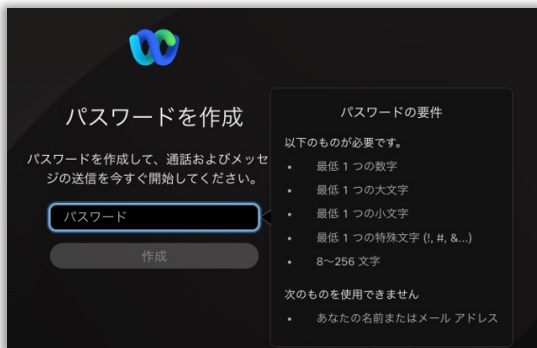 パスワードを作成
パスワードを作成して、通話およびメッセ
ージの送信を今すぐ開始してください。
パスワード
作成
パスワードの要件
以下のものが必要です。
• 最低 1 つの数字
• 最低 1 つの大文字
• 最低 1 つの小文字
• 最低 1 つの特殊文字 (!, #, &...)
• 8〜256 文字
次のものを使用できません
• あなたの名前またはメール アドレス